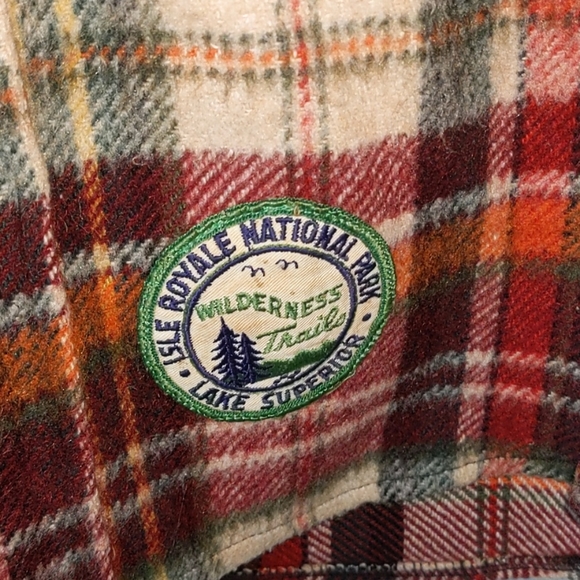 ISLE ROYALE NATIONAL PARK
WILDERNESS
Trails
LAKE SUPERIOR